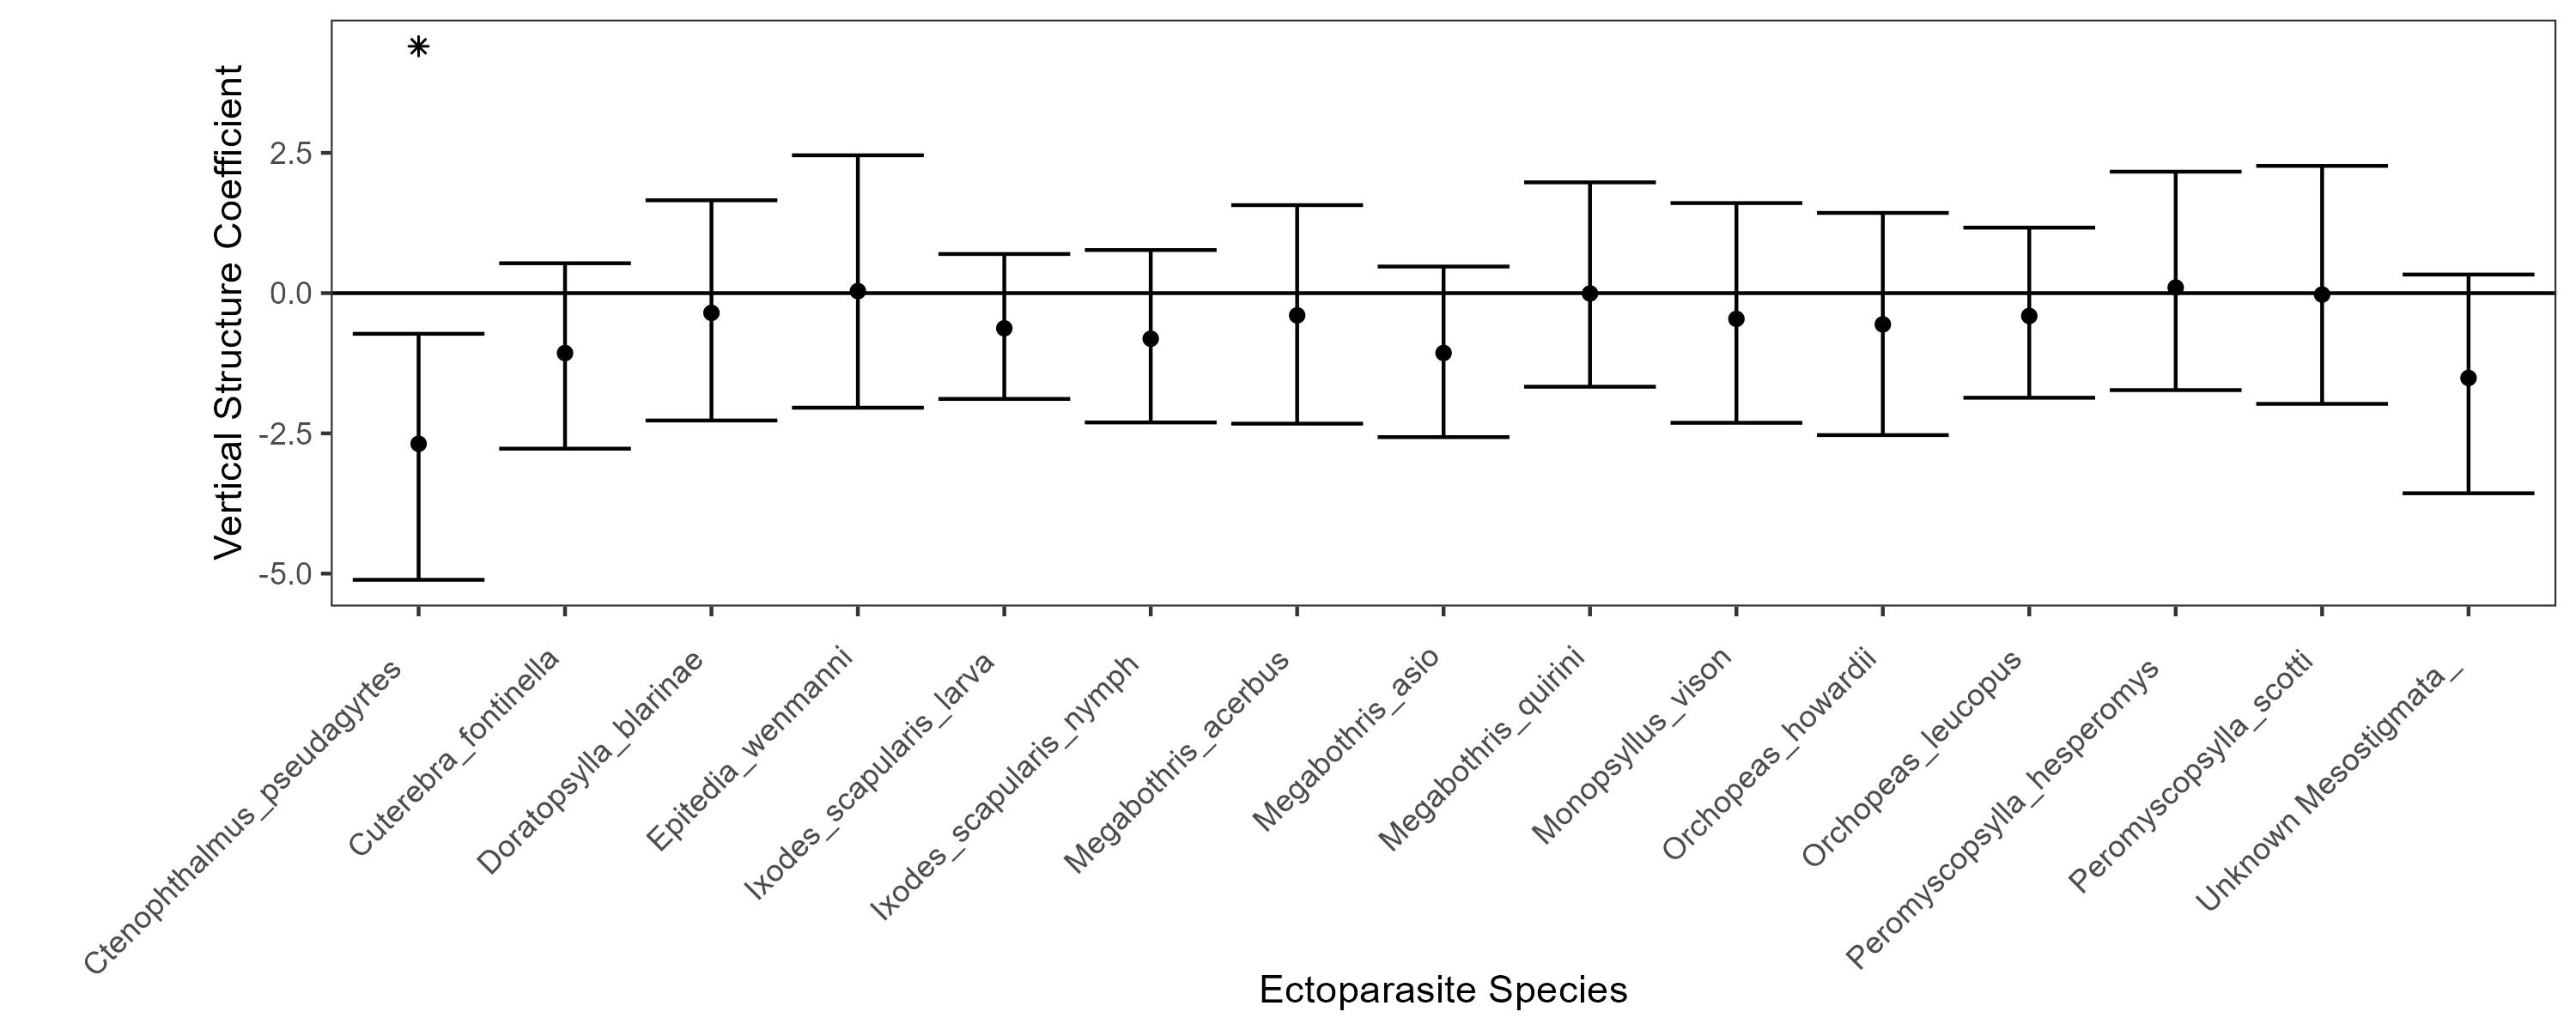 *
Vertical Structure Coefficient
2.5
0.0
-2.5
-5.0
Ctenophthalmus_pseudagyrtes
Cuterebra_fontinella
Doratopsylla_blarinae
Epitedia_wenmanni
Ixodes_scapularis_larva
Ixodes_scapularis_nymph
Megabothris_acerbus
Megabothris_asio
Megabothris_quirini
Monopsyllus_vison
Orchopeas_howardii
Orchopeas_leucopus
Peromyscopsylla_hesperomys
Peromyscopsylla_scotti
Unknown Mesostigmata_
Ectoparasite Species